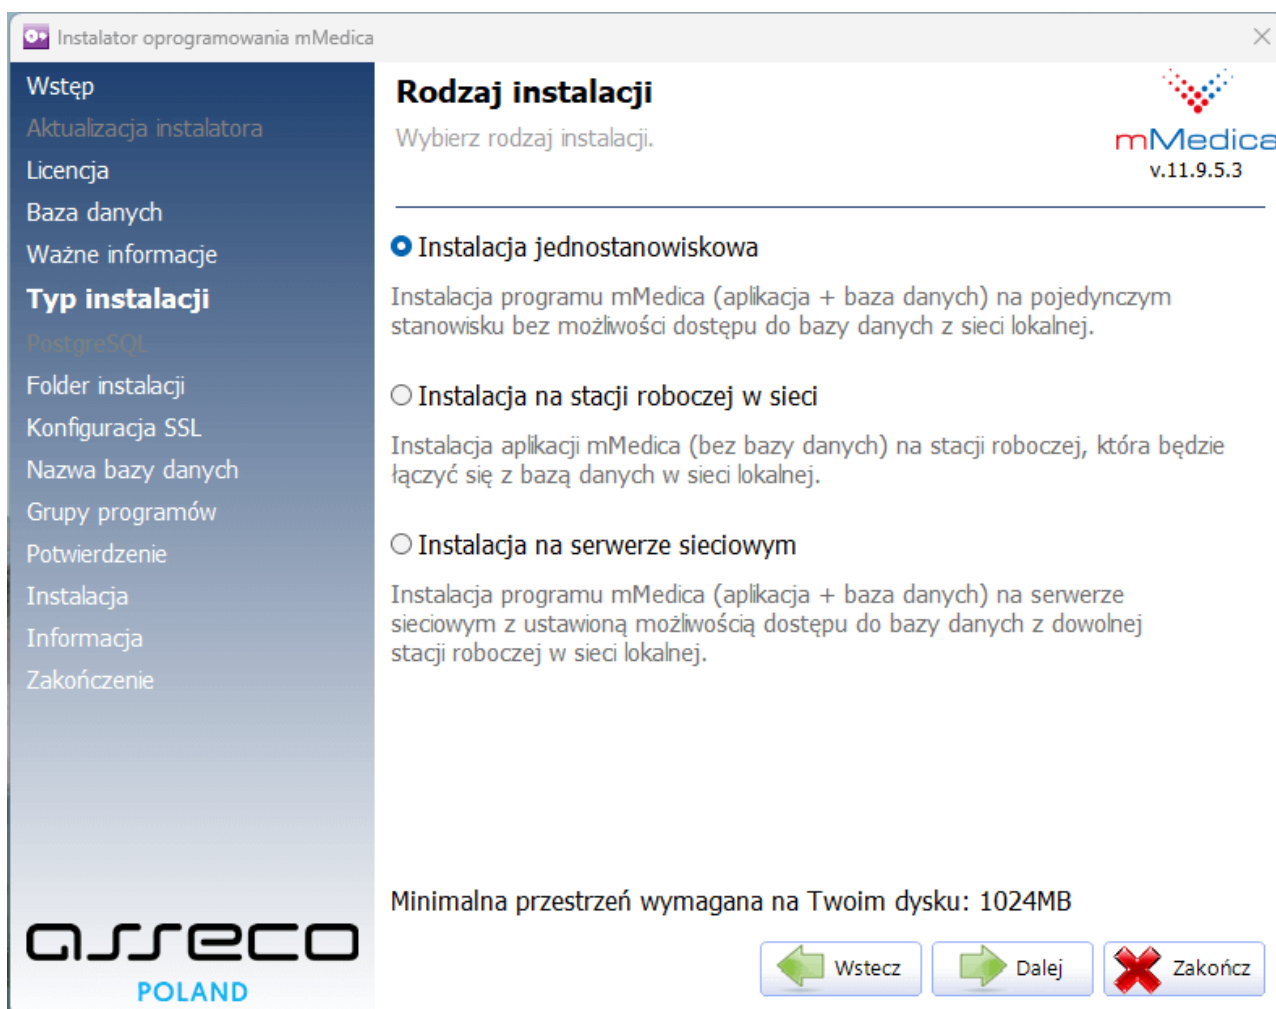 Instalator oprogramowania mMedica
Wstęp
Aktualizacja instalatora
Licencja
Baza danych
Ważne informacje
Typ instalacji
PostgreSQL
Folder instalacji
Konfiguracja SSL
Nazwa bazy danych
Grupy programów
Potwierdzenie
Instalacja
Informacja
Zakończenie
asseco
POLAND
Rodzaj instalacji
Wybierz rodzaj instalacji.
mMedica
v.11.9.5.3
Instalacja jednostanowiskowa
Instalacja programu mMedica (aplikacja + baza danych) na pojedynczym
stanowisku bez możliwości dostępu do bazy danych z sieci lokalnej.
Instalacja na stacji roboczej w sieci
Instalacja aplikacji mMedica (bez bazy danych) na stacji roboczej, która będzie
łączyć się z bazą danych w sieci lokalnej.
Instalacja na serwerze sieciowym
Instalacja programu mMedica (aplikacja + baza danych) na serwerze
sieciowym z ustawioną możliwością dostępu do bazy danych z dowolnej
stacji roboczej w sieci lokalnej.
Minimalna przestrzeń wymagana na Twoim dysku: 1024MB
Wstecz
Dalej
Zakończ